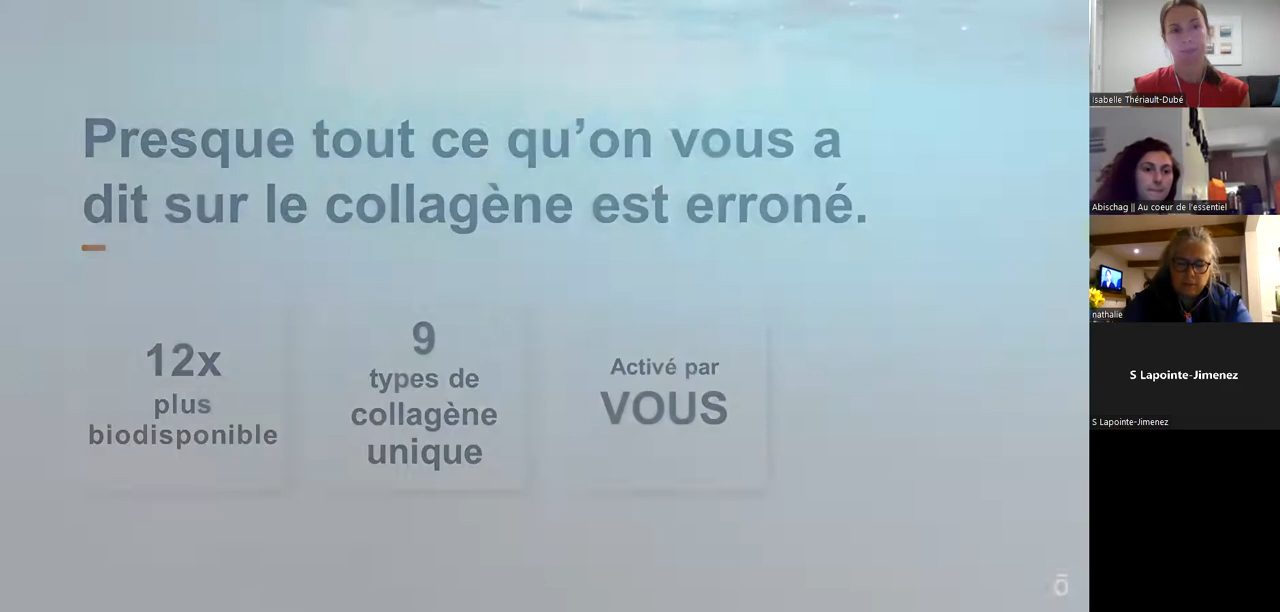 Presque tout ce qu’on vous a
dit sur le collagène est erroné.
12x
plus
biodisponible
9
types de
collagène
unique
Activé par
VOUS
ō
Isabelle Thériault-Dubé
Abischag || Au coeur de l'essentiel
nathalie
S Lapointe-Jimenez
S Lapointe-Jimenez